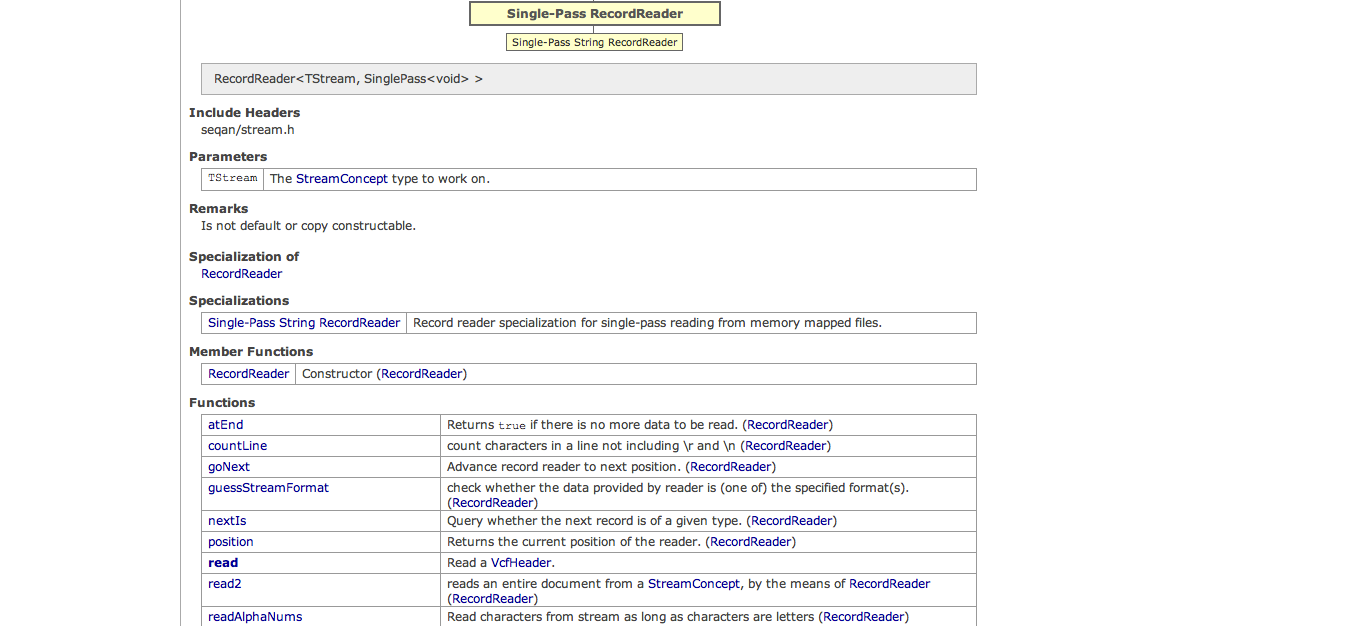 Single-Pass RecordReader
Single-Pass String RecordReader
RecordReader<TStream, SinglePass<void> >
Include Headers
seqan/stream.h
Parameters
TStream The StreamConcept type to work on.
Remarks
Is not default or copy constructable.
Specialization of
RecordReader
Specializations
Single-Pass String RecordReader Record reader specialization for single-pass reading from memory mapped files.
Member Functions
RecordReader Constructor (RecordReader)
Functions
atEnd Returns true if there is no more data to be read. (RecordReader)
countLine count characters in a line not including \r and \n (RecordReader)
goNext Advance record reader to next position. (RecordReader)
guessStreamFormat check whether the data provided by reader is (one of) the specified format(s).
(RecordReader)
nextIs Query whether the next record is of a given type. (RecordReader)
position Returns the current position of the reader. (RecordReader)
read Read a VcfHeader.
read2 reads an entire document from a StreamConcept, by the means of RecordReader
(RecordReader)
readAlphaNums Read characters from stream as long as characters are letters (RecordReader)